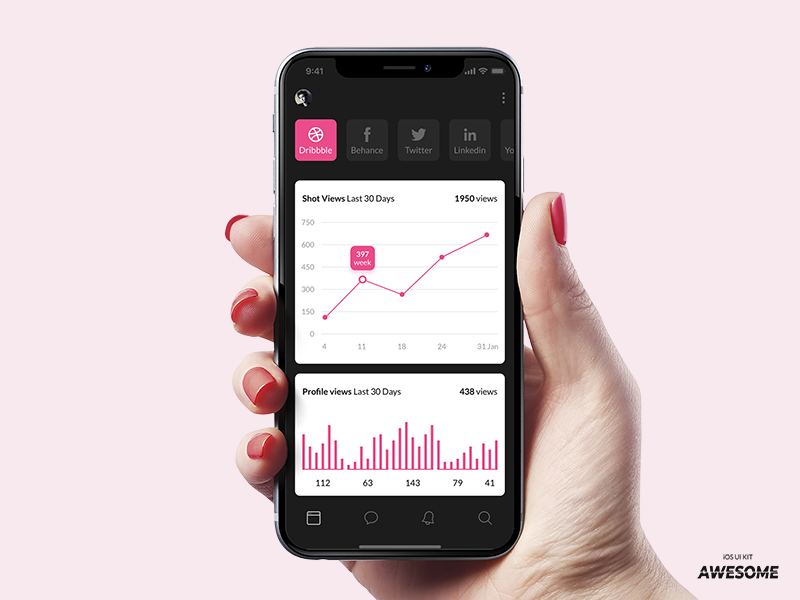 9:41
Dribbble
Behance
Twitter
Linkedin
Yo
Shot Views Last 30 Days 1950 views
750
600
450
300
150
0
397
week
4 11 18 24 31 Jan
Profile views Last 30 Days 438 views
112 63 143 79 41
iOS UI KIT
AWESOME